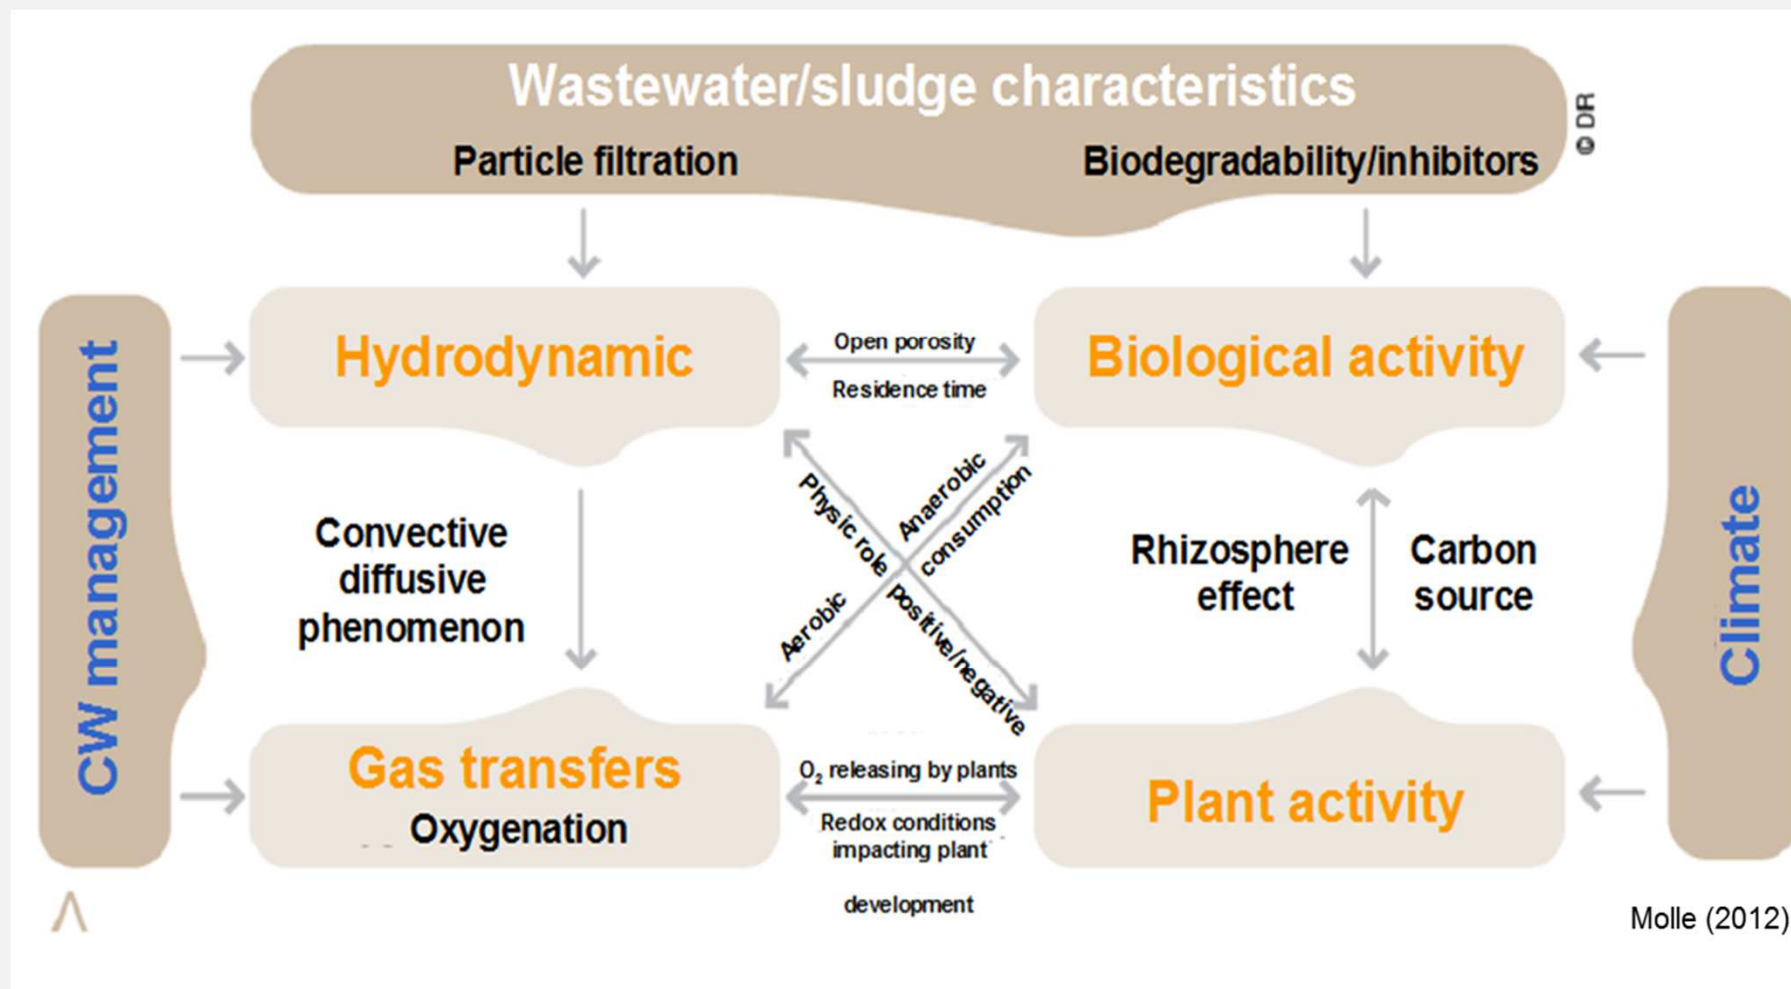 Wastewater/sludge characteristics
Particle filtration
Biodegradability/inhibitors
© DR
CW management
Hydrodynamic
Open porosity
Residence time
Biological activity
Climate
Convective
diffusive
phenomenon
Physic role positive/negative
Anaerobic
consumption
Aerobic
Rhizosphere
effect
Carbon
source
Gas transfers
Oxygenation
O₂ releasing by plants
Redox conditions
impacting plant
development
Plant activity
Molle (2012)